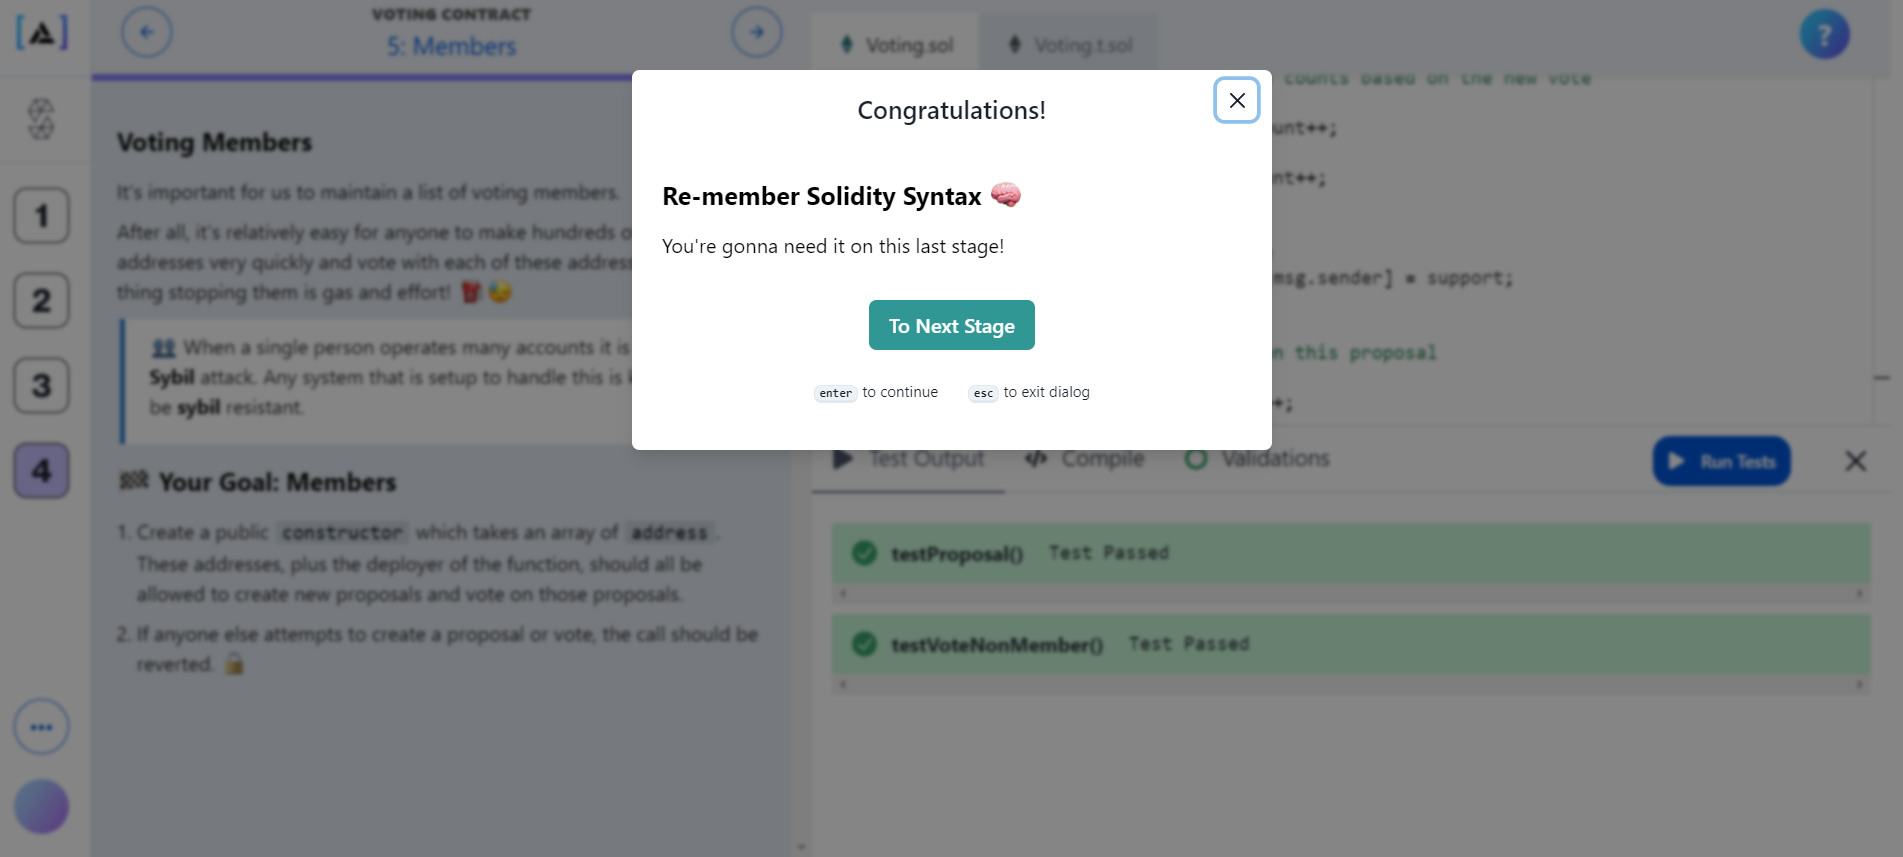 VOTING CONTRACT
5: Members
Voting.sol
Voting.t.sol
?
1
2
3
4
Voting Members
It's important for us to maintain a list of voting members.
After all, it's relatively easy for anyone to make hundreds
addresses very quickly and vote with each of these
thing stopping them is gas and effort!
When a single person operates many accounts it is
Sybil attack. Any system that is setup to handle this is
be sybil resistant.
Your Goal: Members
1. Create a public constructor which takes an array of address.
These addresses, plus the deployer of the function, should all be
allowed to create new proposals and vote on those proposals.
2. If anyone else attempts to create a proposal or vote, the call should be
reverted.
Congratulations!
Re-member Solidity Syntax
You're gonna need it on this last stage!
To Next Stage
enter to continue esc to exit dialog
counts based on the new vote
unt++;
nt++;
msg.sender] = support;
n this proposal
++;
Test Output
Compile
Validations
Run Tests
testProposal() Test Passed
testVoteNonMember() Test Passed